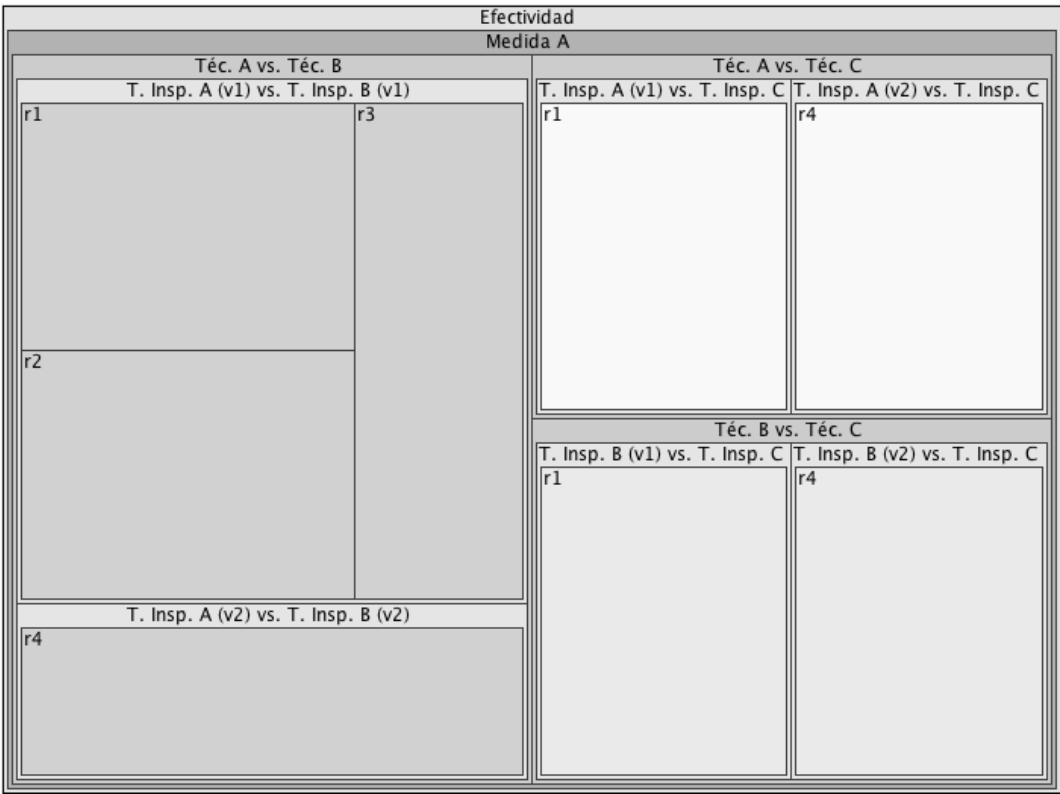 Efectividad
Medida A
Téc. A vs. Téc. B
T. Insp. A (v1) vs. T. Insp. B (v1)
r1
r3
r2
T. Insp. A (v2) vs. T. Insp. B (v2)
r4
Téc. A vs. Téc. C
T. Insp. A (v1) vs. T. Insp. C
T. Insp. A (v2) vs. T. Insp. C
r1
r4
Téc. B vs. Téc. C
T. Insp. B (v1) vs. T. Insp. C
T. Insp. B (v2) vs. T. Insp. C
r1
r4